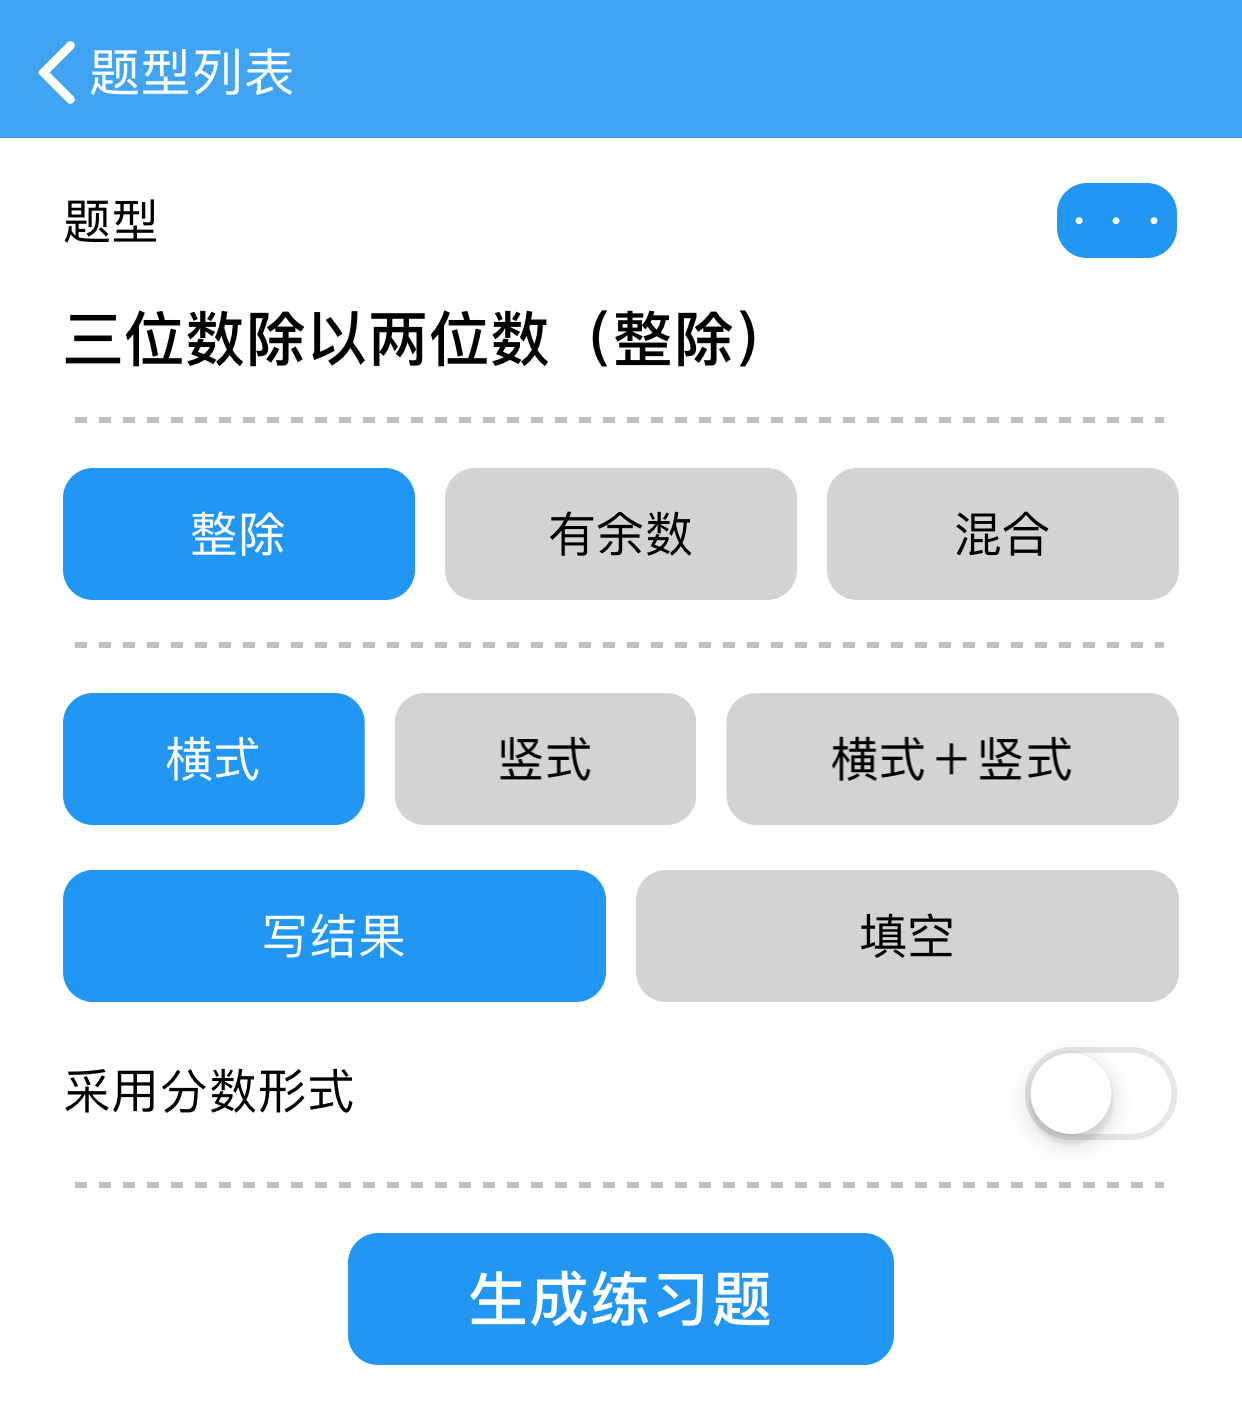 题型列表
题型
三位数除以两位数（整除）
整除 有余数 混合
横式 竖式 横式＋竖式
写结果 填空
采用分数形式
生成练习题